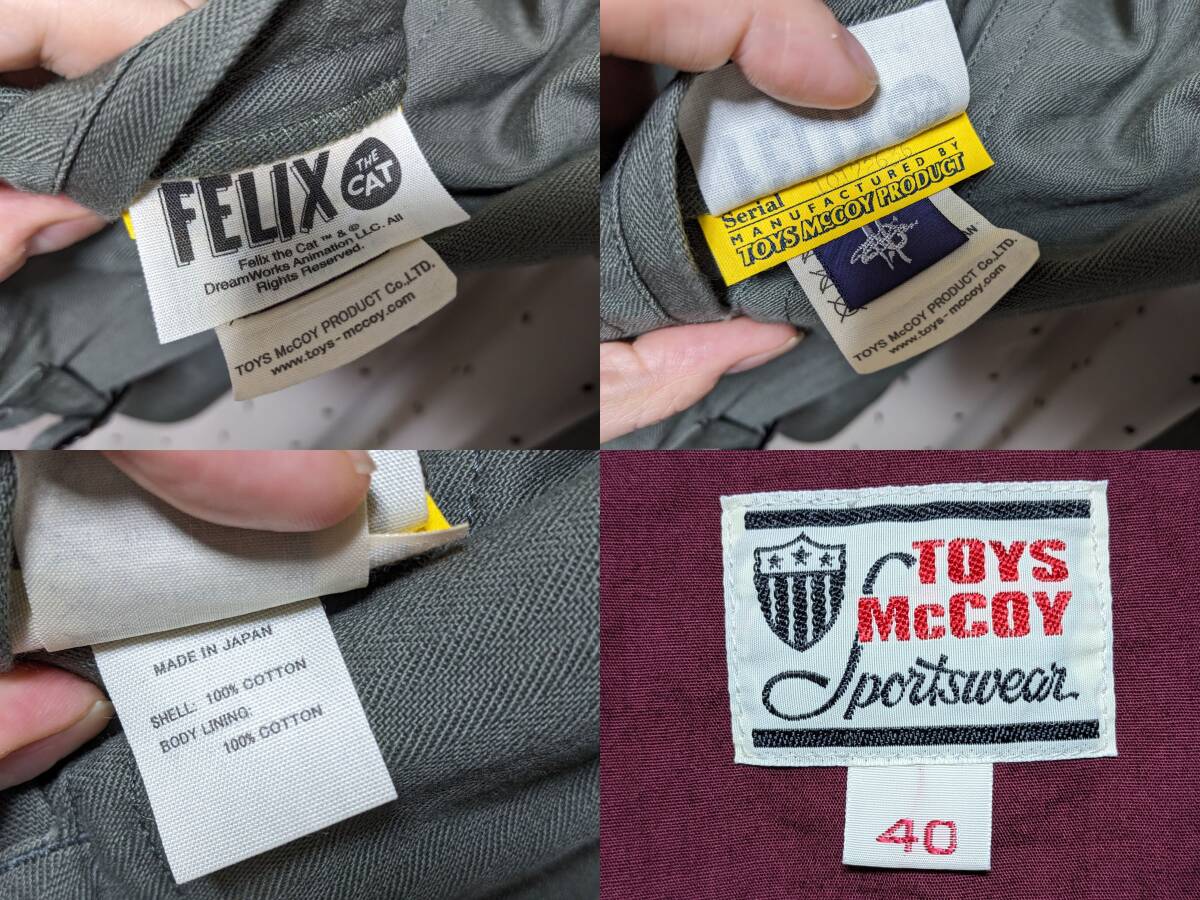 FELIX
THE
CAT
Felix the Cat ™ & ©
DreamWorks Animation LLC. All
Rights Reserved.
TOYS McCOY PRODUCT Co.,LTD.
www.toys-mccoy.com
Serial
MANUFACTURED BY
TOYS McCOY PRODUCT
TOYS McCOY PRODUCT Co.,LTD.
www.toys-mccoy.com
MADE IN JAPAN
SHELL: 100% COTTON
BODY LINING:
100% COTTON
TOYS
McCOY
Sportswear
40